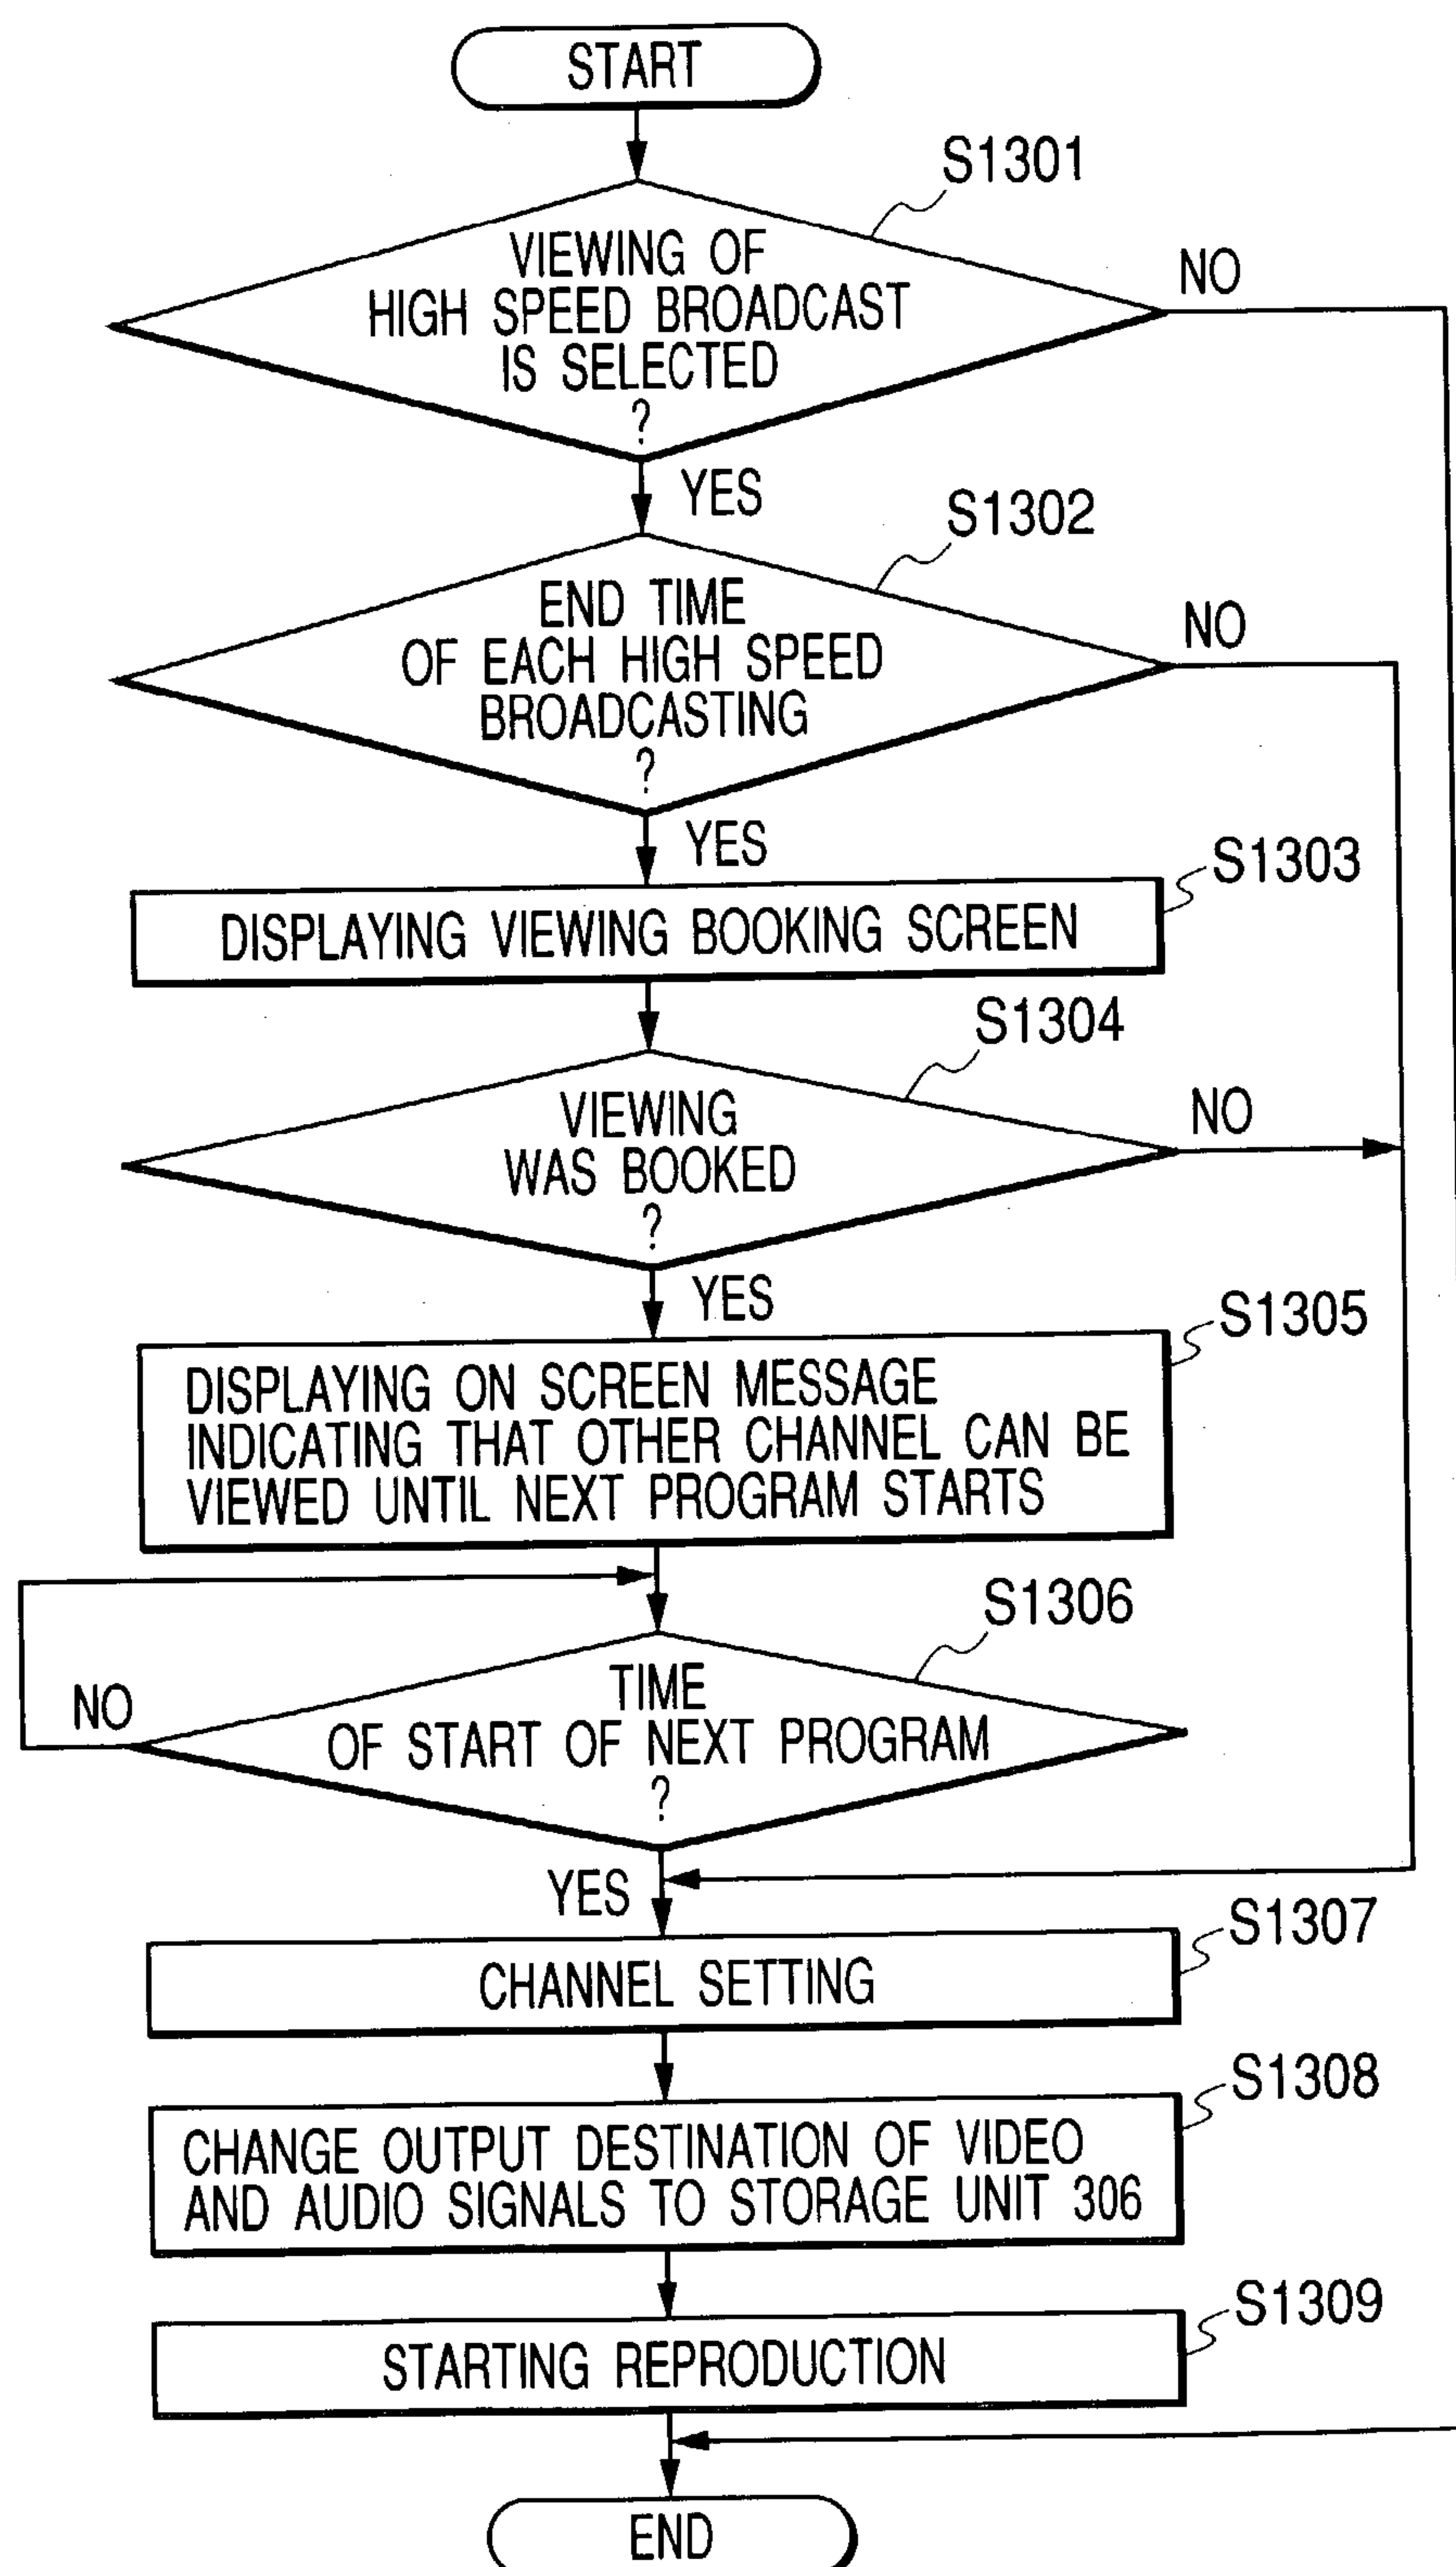 START
S1301
VIEWING OF
HIGH SPEED BROADCAST
IS SELECTED
?
NO
YES
S1302
END TIME
OF EACH HIGH SPEED
BROADCASTING
?
NO
YES
S1303
DISPLAYING VIEWING BOOKING SCREEN
S1304
VIEWING
WAS BOOKED
?
NO
YES
S1305
DISPLAYING ON SCREEN MESSAGE
INDICATING THAT OTHER CHANNEL CAN BE
VIEWED UNTIL NEXT PROGRAM STARTS
S1306
TIME
OF START OF NEXT PROGRAM
?
NO
YES
S1307
CHANNEL SETTING
S1308
CHANGE OUTPUT DESTINATION OF VIDEO
AND AUDIO SIGNALS TO STORAGE UNIT 306
S1309
STARTING REPRODUCTION
END